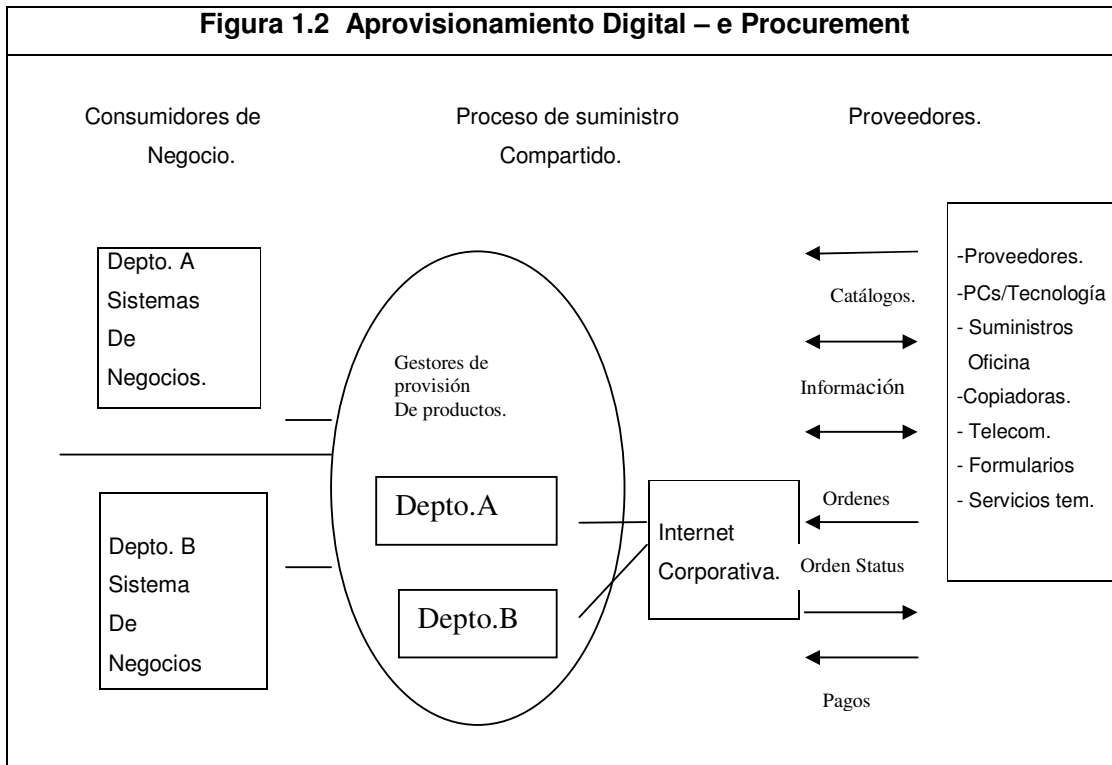 Figura 1.2 Aprovisionamiento Digital – e Procurement
Consumidores de
Negocio.
Proceso de suministro
Compartido.
Proveedores.
Depto. A
Sistemas
De
Negocios.
Depto. B
Sistema
De
Negocios
Gestores de
provisión
De productos.
Depto.A
Depto.B
Internet
Corporativa.
Catálogos.
Información
Ordenes
Orden Status
Pagos
-Proveedores.
-PCs/Tecnología
- Suministros
Oficina
-Copiadoras.
- Telecom.
- Formularios
- Servicios tem.